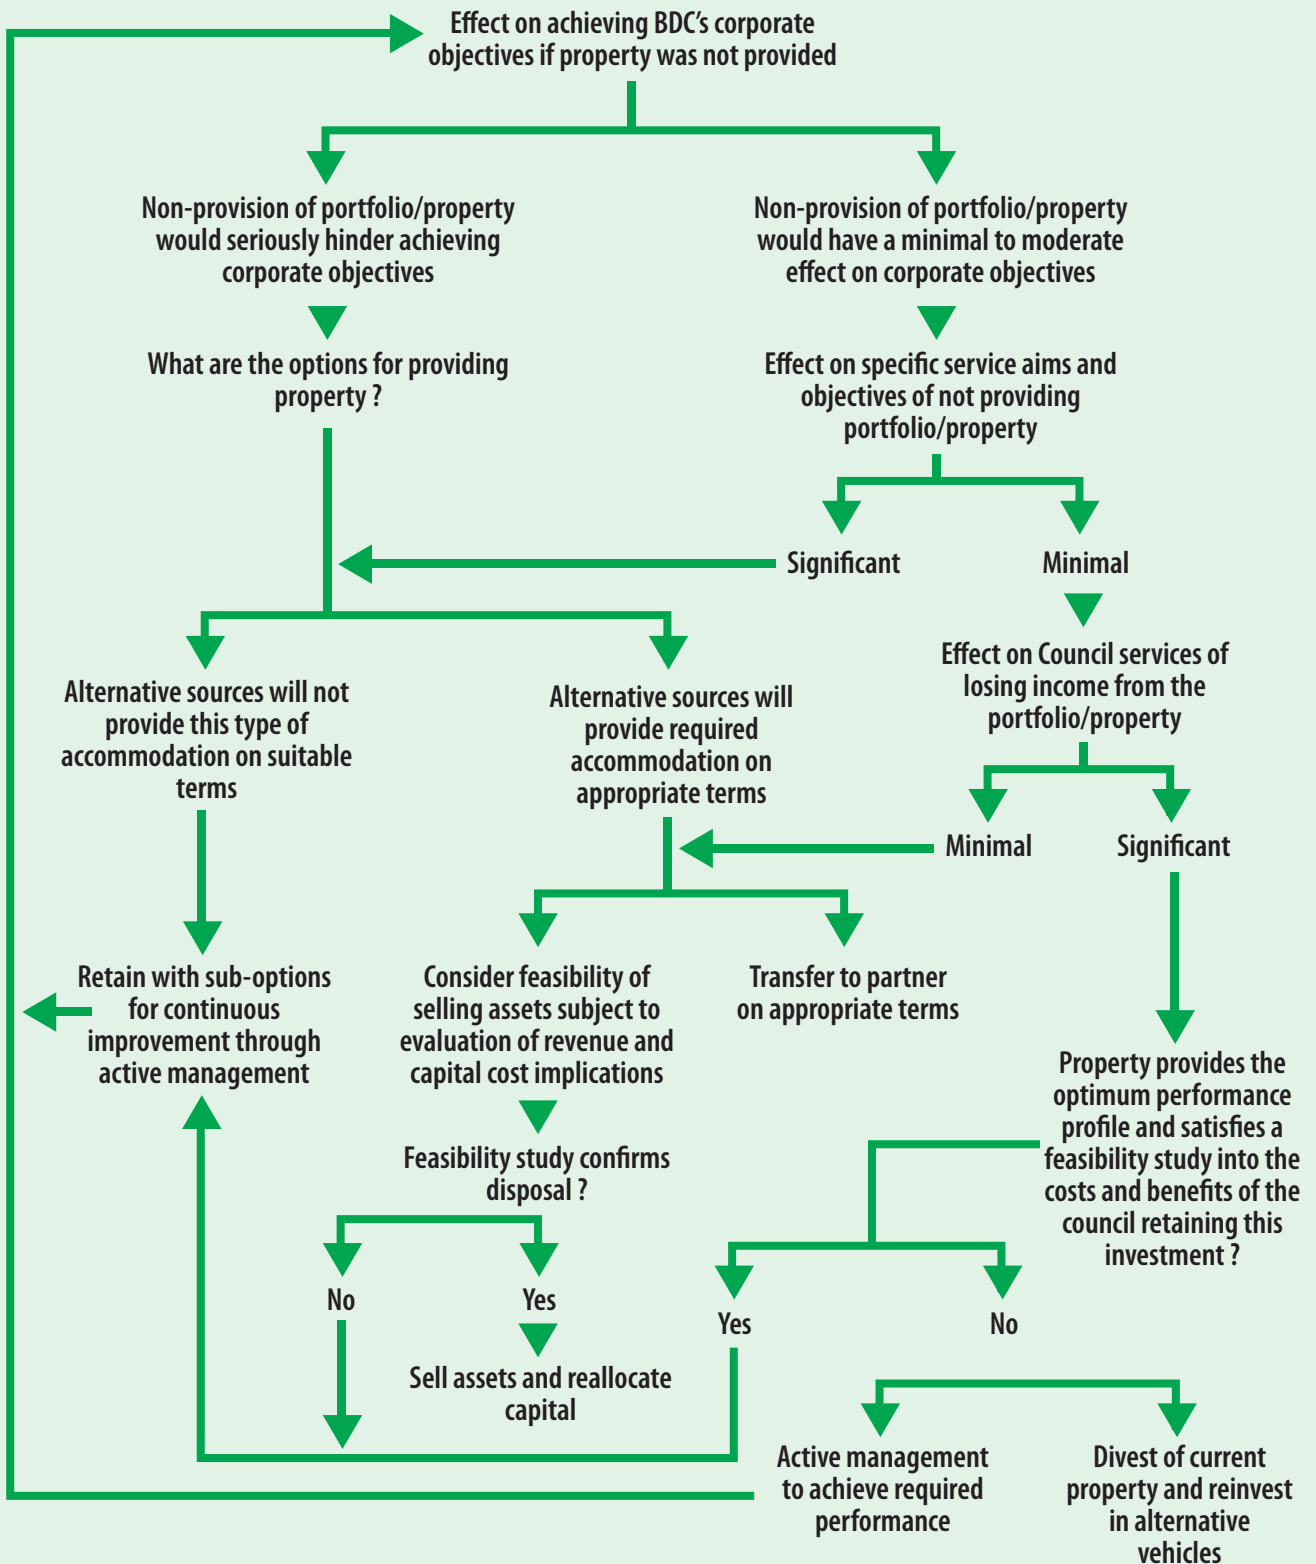 Effect on achieving BDC’s corporate
objectives if property was not provided
Non-provision of portfolio/property
would seriously hinder achieving
corporate objectives
Non-provision of portfolio/property
would have a minimal to moderate
effect on corporate objectives
What are the options for providing
property ?
Effect on specific service aims and
objectives of not providing
portfolio/property
Significant
Minimal
Effect on Council services of
losing income from the
portfolio/property
Alternative sources will not
provide this type of
accommodation on suitable
terms
Alternative sources will
provide required
accommodation on
appropriate terms
Minimal
Significant
Retain with sub-options
for continuous
improvement through
active management
Consider feasibility of
selling assets subject to
evaluation of revenue and
capital cost implications
Transfer to partner
on appropriate terms
Property provides the
optimum performance
profile and satisfies a
feasibility study into the
costs and benefits of the
council retaining this
investment ?
Feasibility study confirms
disposal ?
No
Yes
Yes
No
Sell assets and reallocate
capital
Active management
to achieve required
performance
Divest of current
property and reinvest
in alternative
vehicles